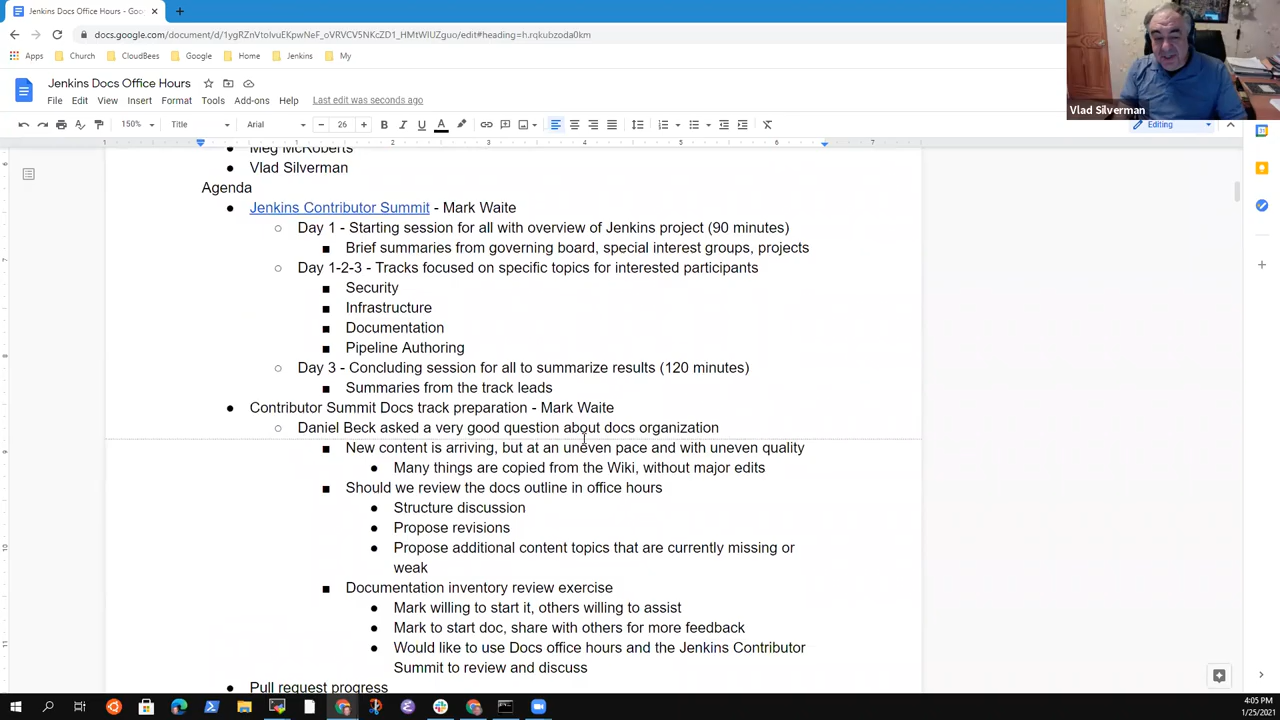 Jenkins Docs Office Hours - Goo
docs.google.com/document/d/1ygRZnVtolvuEKpwNeF_oVRVCV5NKcZD1_HMtWlUZguo/edit#heading=h.rqkubzoda0km
Apps Church CloudBees Google Home Jenkins My
Vlad Silverman
Jenkins Docs Office Hours
File Edit View Insert Format Tools Add-ons Help Last edit was seconds ago
150% Title Arial 26 Editing
1 1 2 3 4 5 6 7
Meg McRoberts
Vlad Silverman
Agenda
Jenkins Contributor Summit - Mark Waite
Day 1 - Starting session for all with overview of Jenkins project (90 minutes)
Brief summaries from governing board, special interest groups, projects
Day 1-2-3 - Tracks focused on specific topics for interested participants
Security
Infrastructure
Documentation
Pipeline Authoring
Day 3 - Concluding session for all to summarize results (120 minutes)
Summaries from the track leads
Contributor Summit Docs track preparation - Mark Waite
Daniel Beck asked a very good question about docs organization
New content is arriving, but at an uneven pace and with uneven quality
Many things are copied from the Wiki, without major edits
Should we review the docs outline in office hours
Structure discussion
Propose revisions
Propose additional content topics that are currently missing or
weak
Documentation inventory review exercise
Mark willing to start it, others willing to assist
Mark to start doc, share with others for more feedback
Would like to use Docs office hours and the Jenkins Contributor
Summit to review and discuss
Pull request progress
4:05 PM
1/25/2021